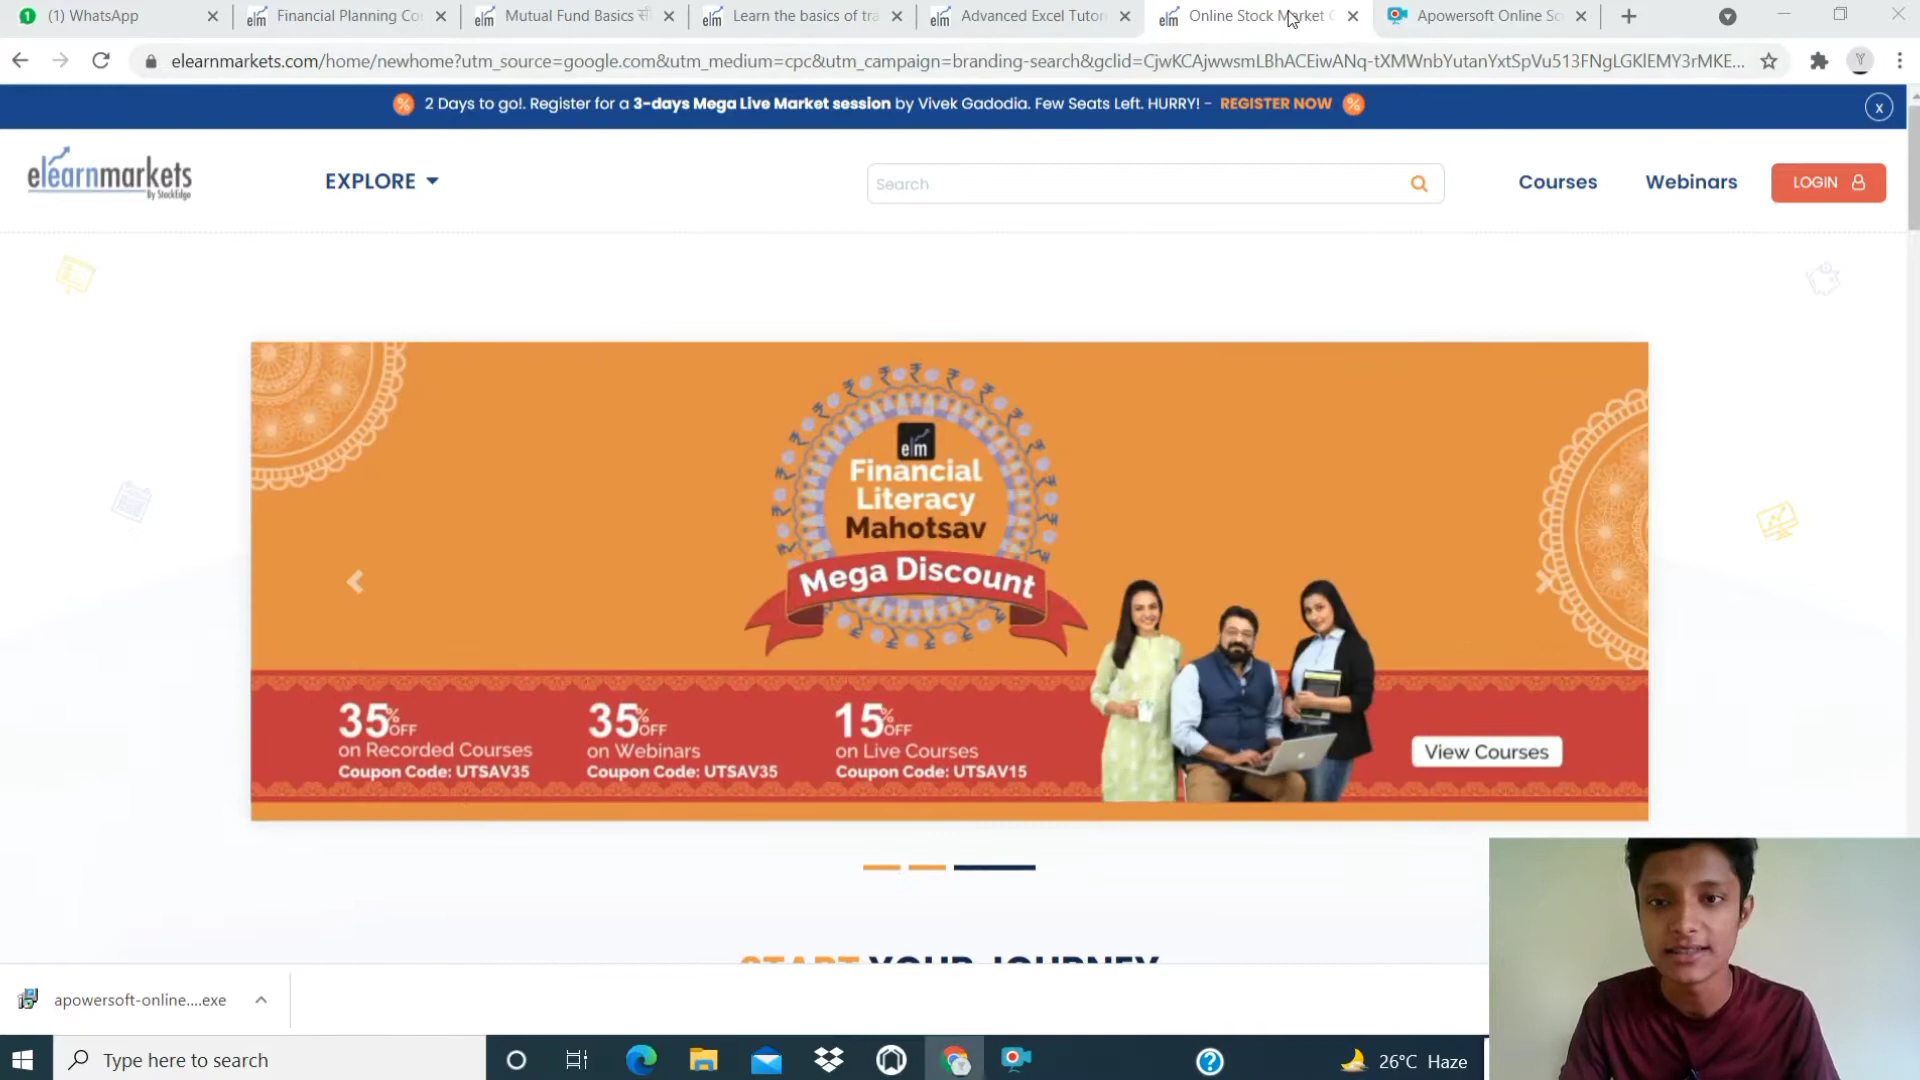 (1) WhatsApp
Financial Planning Co
Mutual Fund Basics
Learn the basics of tra
Advanced Excel Tutor
Online Stock Market
Apowersoft Online Sc
elearnmarkets.com/home/newhome?utm_source=google.com&utm_medium=cpc&utm_campaign=branding-search&gclid=CjwKCAjwwsmLBhACEiwANq-tXMWnbYutanYxtSpVu513FNgLGKlEMY3rMKE...
2 Days to go!. Register for a 3-days Mega Live Market session by Vivek Gadodia. Few Seats Left. HURRY! - REGISTER NOW
x
elearnmarkets
By StockEdge
EXPLORE
Search
Courses
Webinars
LOGIN
elm
Financial
Literacy
Mahotsav
Mega Discount
35% OFF
on Recorded Courses
Coupon Code: UTSAV35
35% OFF
on Webinars
Coupon Code: UTSAV35
15% OFF
on Live Courses
Coupon Code: UTSAV15
View Courses
START YOUR JOURNEY
apowersoft-online....exe
Type here to search
26°C Haze